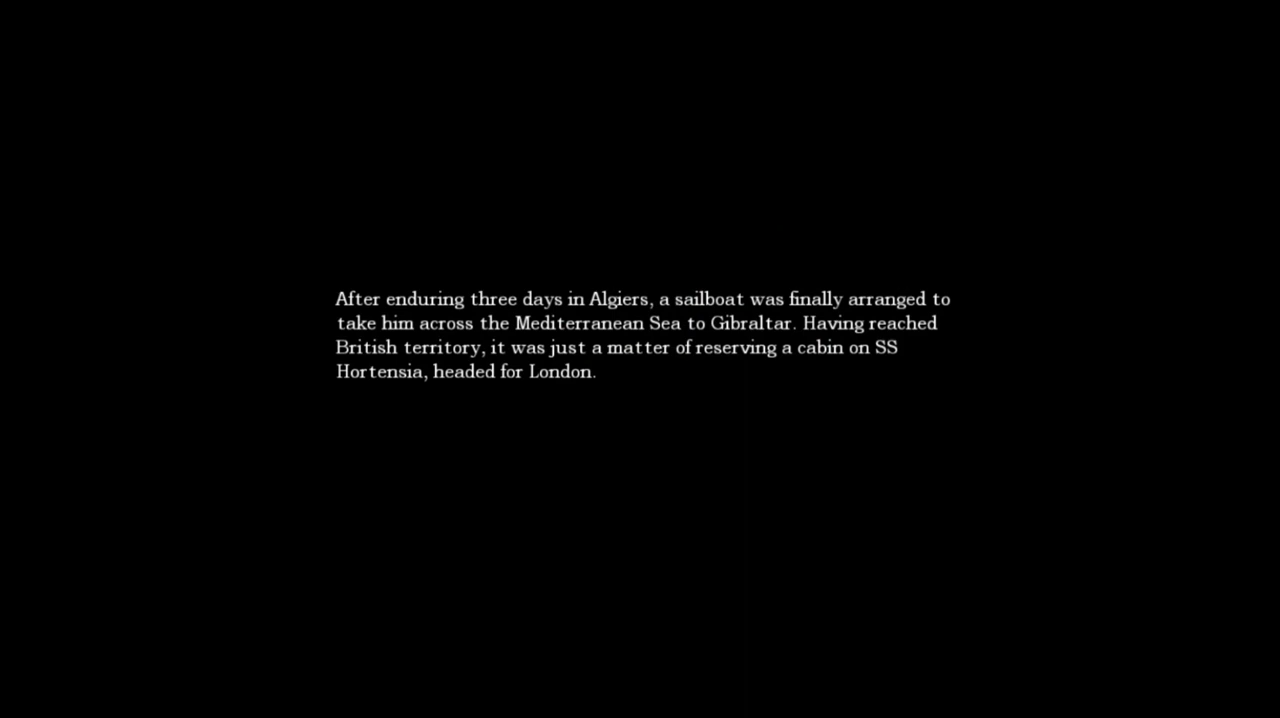 After enduring three days in Algiers, a sailboat was finally arranged to
take him across the Mediterranean Sea to Gibraltar. Having reached
British territory, it was just a matter of reserving a cabin on SS
Hortensia, headed for London.